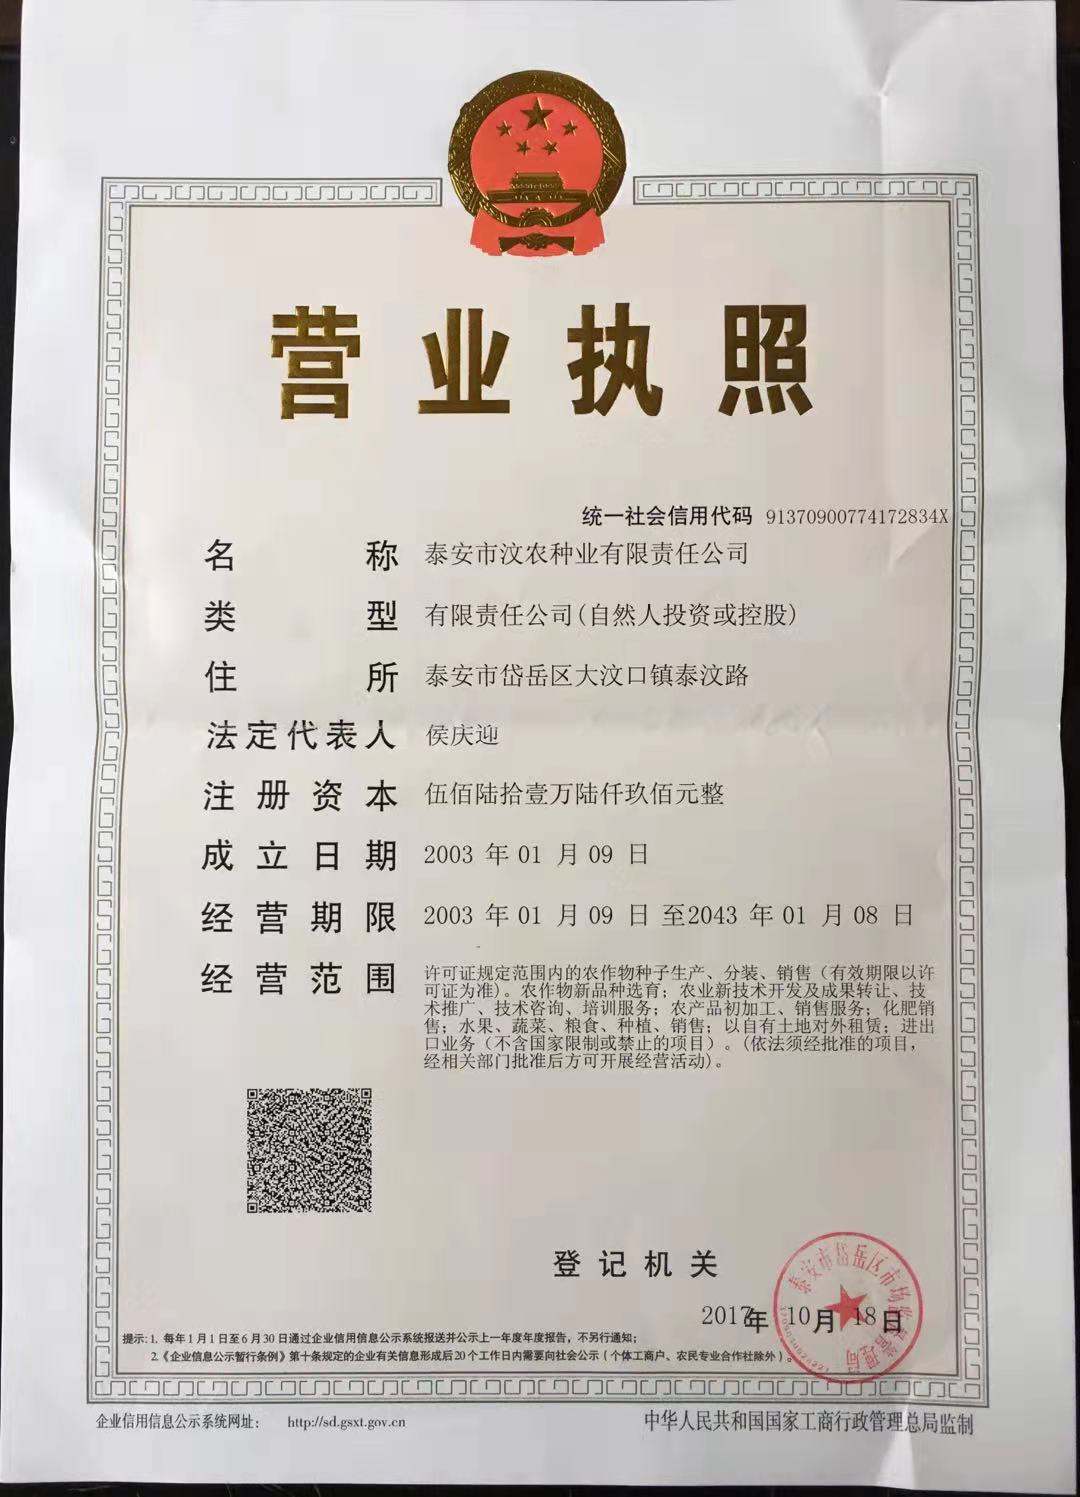 营业执照
统一社会信用代码 91370900774172834X
名称 泰安市汶农种业有限责任公司
类型 有限责任公司(自然人投资或控股)
住所 泰安市岱岳区大汶口镇泰汶路
法定代表人 侯庆迎
注册资本 伍佰陆拾壹万陆仟玖佰元整
成立日期 2003 年 01 月 09 日
经营期限 2003 年 01 月 09 日 至2043 年 01 月 08 日
经营范围 许可证规定范围内的农作物种子生产、分装、销售（有效期限以许
可证为准）。农作物新品种选育；农业新技术开发及成果转让、技
术推广、技术咨询、培训服务；农产品初加工、销售服务；化肥销
售；水果、蔬菜、粮食、种植、销售；以自有土地对外租赁；进出
口业务（不含国家限制或禁止的项目）。(依法须经批准的项目，
经相关部门批准后方可开展经营活动)。
登记机关
泰安市岱岳区市场监督管理局
2017年 10月 18日
提示：1. 每年1月1日至6月30日通过企业信用信息公示系统报送并公示上一年度年度报告，不另行通知；
2.《企业信息公示暂行条例》第十条规定的企业有关信息形成后20个工作日内需要向社会公示（个体工商户、农民专业合作社除外）。
企业信用信息公示系统网址： http://sd.gsxt.gov.cn
中华人民共和国国家工商行政管理总局监制